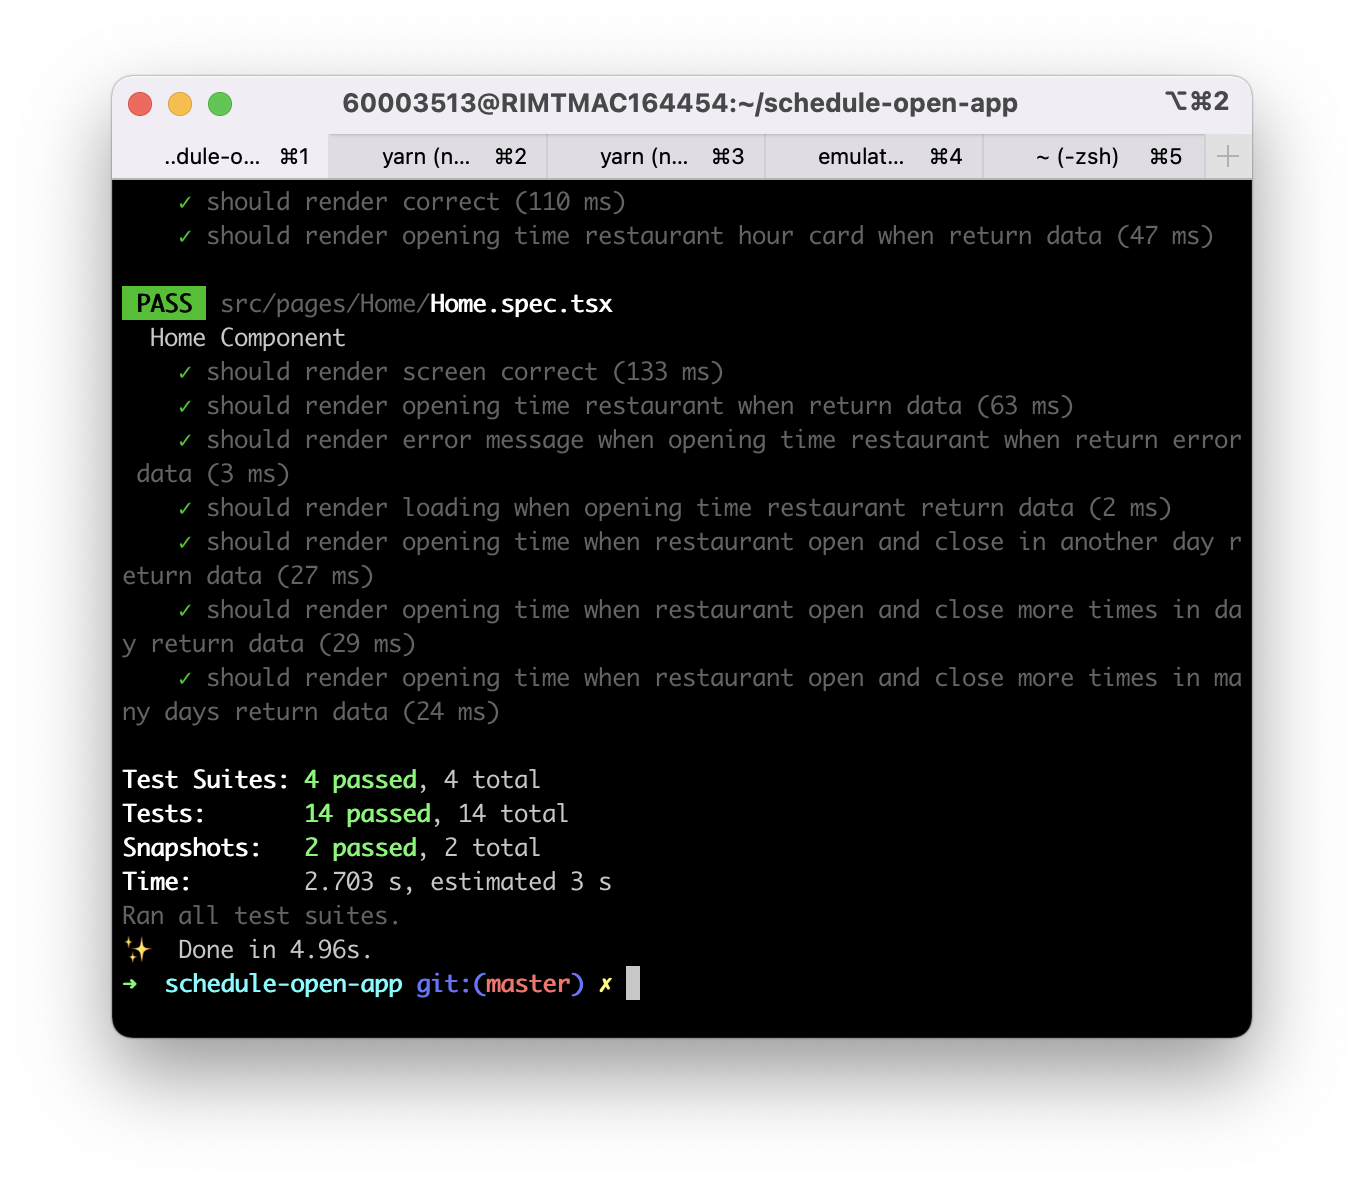 60003513@RIMTMAC164454:~/schedule-open-app ⌥⌘2
..dule-o... ⌘1 yarn (n... ⌘2 yarn (n... ⌘3 emulat... ⌘4 ~ (-zsh) ⌘5 +
✓ should render correct (110 ms)
✓ should render opening time restaurant hour card when return data (47 ms)
PASS src/pages/Home/Home.spec.tsx
Home Component
✓ should render screen correct (133 ms)
✓ should render opening time restaurant when return data (63 ms)
✓ should render error message when opening time restaurant when return error
data (3 ms)
✓ should render loading when opening time restaurant return data (2 ms)
✓ should render opening time when restaurant open and close in another day r
eturn data (27 ms)
✓ should render opening time when restaurant open and close more times in da
y return data (29 ms)
✓ should render opening time when restaurant open and close more times in ma
ny days return data (24 ms)
Test Suites: 4 passed, 4 total
Tests: 14 passed, 14 total
Snapshots: 2 passed, 2 total
Time: 2.703 s, estimated 3 s
Ran all test suites.
✨ Done in 4.96s.
➜ schedule-open-app git:(master) ✗